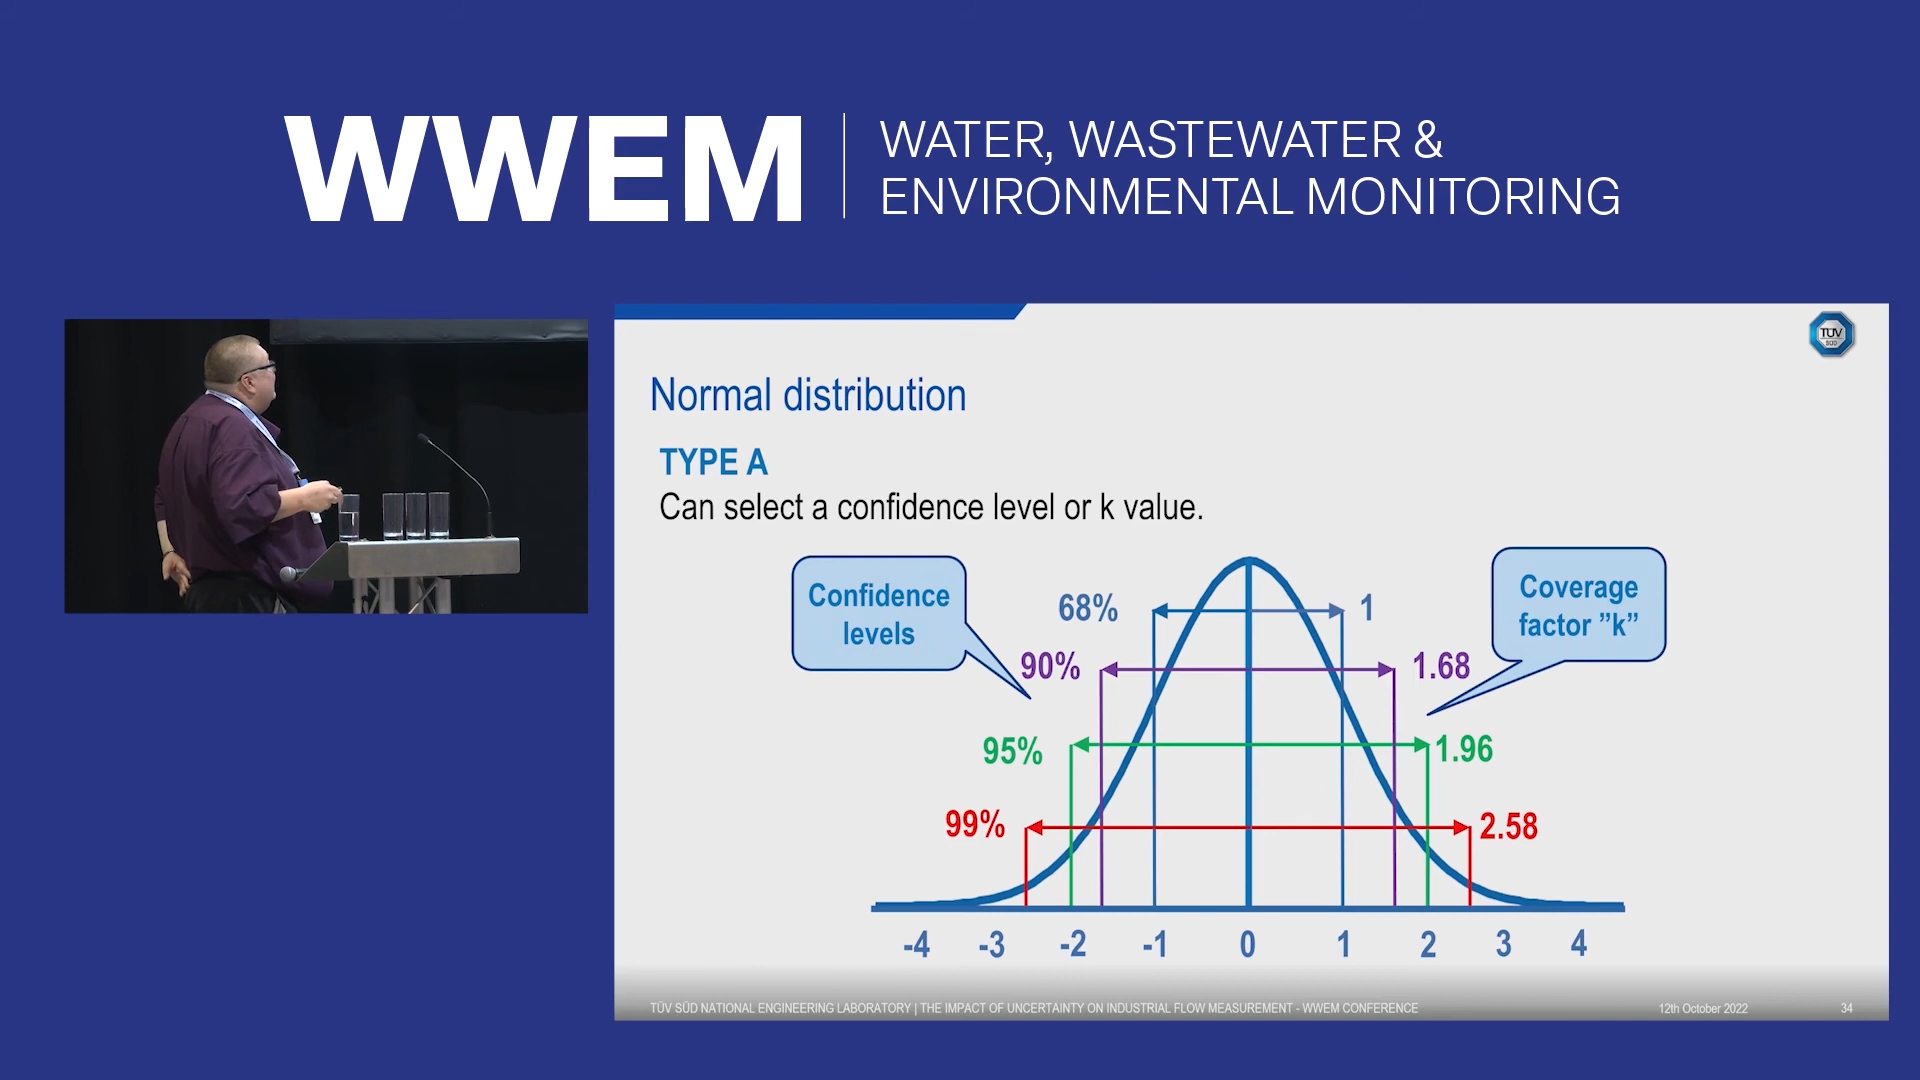 WWEM
WATER, WASTEWATER &
ENVIRONMENTAL MONITORING
TÜV
SÜD
Normal distribution
TYPE A
Can select a confidence level or k value.
Confidence
levels
Coverage
factor ”k”
68%
1
90%
1.68
95%
1.96
99%
2.58
-4 -3 -2 -1 0 1 2 3 4
TÜV SÜD NATIONAL ENGINEERING LABORATORY | THE IMPACT OF UNCERTAINTY ON INDUSTRIAL FLOW MEASUREMENT - WWEM CONFERENCE 12th October 2022 34